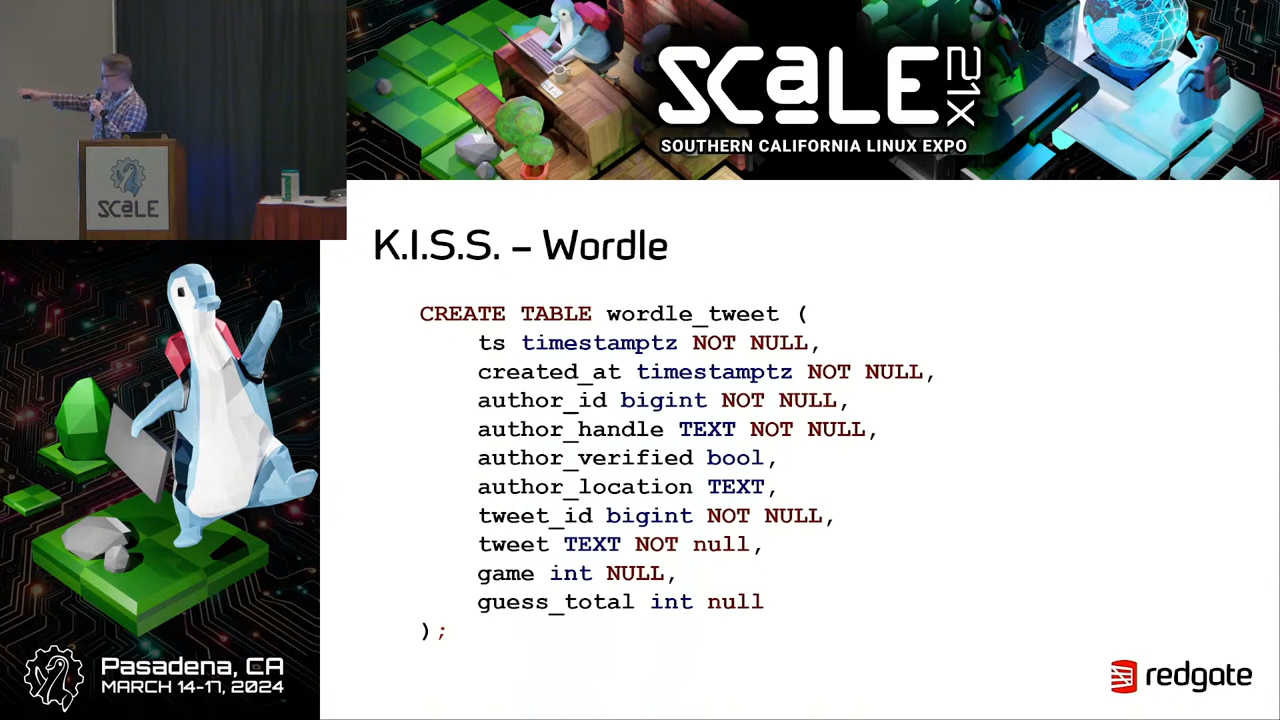 SCALE
21X
SOUTHERN CALIFORNIA LINUX EXPO
SCALE
K.I.S.S. – Wordle
CREATE TABLE wordle_tweet (
ts timestamptz NOT NULL,
created_at timestamptz NOT NULL,
author_id bigint NOT NULL,
author_handle TEXT NOT NULL,
author_verified bool,
author_location TEXT,
tweet_id bigint NOT NULL,
tweet TEXT NOT null,
game int NULL,
guess_total int null
);
Pasadena, CA
MARCH 14-17, 2024
redgate